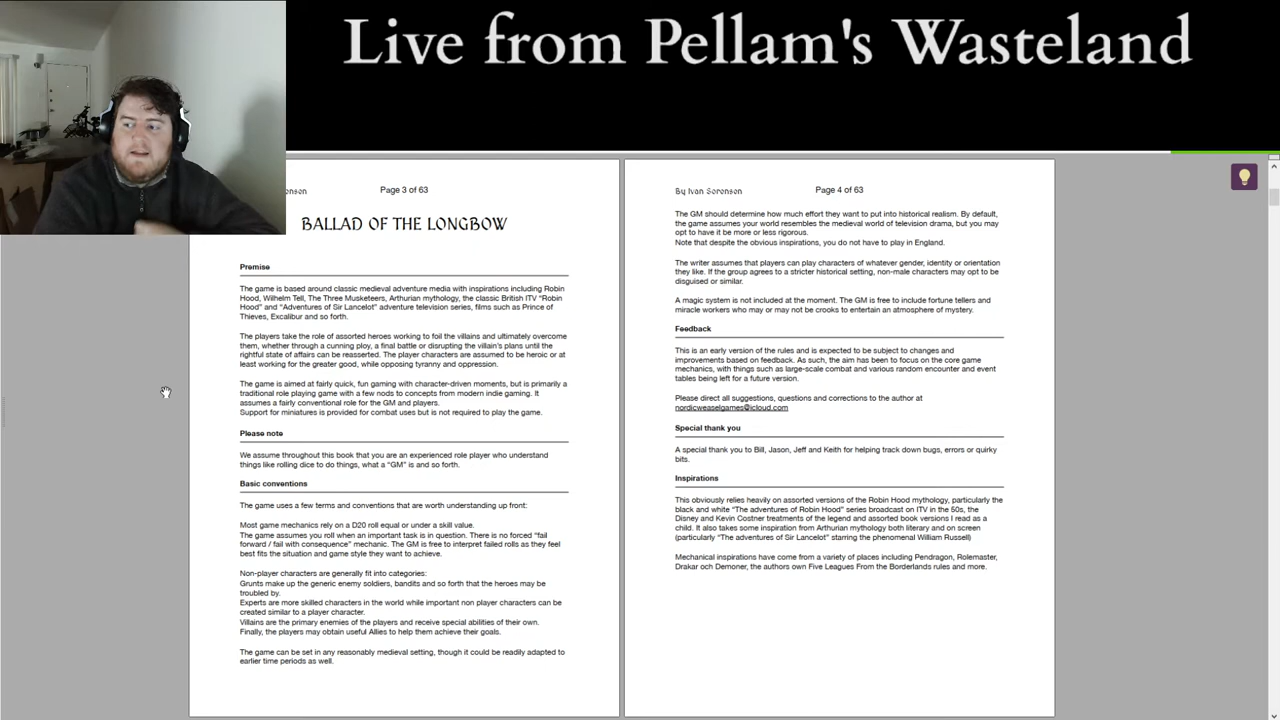 Live from Pellam's Wasteland
Page 3 of 63
BALLAD OF THE LONGBOW
Premise
The game is based around classic medieval adventure media with inspirations including Robin
Hood, Wilhelm Tell, The Three Musketeers, Arthurian mythology, the classic British ITV "Robin
Hood" and "Adventures of Sir Lancelot" adventure television series, films such as Prince of
Thieves, Excalibur and so forth.
The players take the role of assorted heroes working to foil the villains and ultimately overcome
them, whether through a cunning ploy, a final battle or disrupting the villain's plans until the
rightful state of affairs can be reasserted. The player characters are assumed to be heroic or at
least working for the greater good, while opposing tyranny and oppression.
The game is aimed at fairly quick, fun gaming with character-driven moments, but is primarily a
traditional role playing game with a few nods to concepts from modern indie gaming. It
assumes a fairly conventional role for the GM and players.
Support for miniatures is provided for combat uses but is not required to play the game.
Please note
We assume throughout this book that you are an experienced role player who understand
things like rolling dice to do things, what a "GM" is and so forth.
Basic conventions
The game uses a few terms and conventions that are worth understanding up front:
Most game mechanics rely on a D20 roll equal or under a skill value.
The game assumes you roll when an important task is in question. There is no forced "fail
forward / fail with consequence" mechanic. The GM is free to interpret failed rolls as they feel
best fits the situation and game style they want to achieve.
Non-player characters are generally fit into categories:
Grunts make up the generic enemy soldiers, bandits and so forth that the heroes may be
troubled by.
Experts are more skilled characters in the world while important non player characters can be
created similar to a player character.
Villains are the primary enemies of the players and receive special abilities of their own.
Finally, the players may obtain useful Allies to help them achieve their goals.
The game can be set in any reasonably medieval setting, though it could be readily adapted to
earlier time periods as well.
By Ivan Sorenson
Page 4 of 63
The GM should determine how much effort they want to put into historical realism. By default,
the game assumes your world resembles the medieval world of television drama, but you may
opt to have it be more or less rigorous.
Note that despite the obvious inspirations, you do not have to play in England.
The writer assumes that players can play characters of whatever gender, identity or orientation
they like. If the group agrees to a stricter historical setting, non-male characters may opt to be
disguised or similar.
A magic system is not included at the moment. The GM is free to include fortune tellers and
miracle workers who may or may not be crooks to entertain an atmosphere of mystery.
Feedback
This is an early version of the rules and is expected to be subject to changes and
improvements based on feedback. As such, the aim has been to focus on the core game
mechanics, with things such as large-scale combat and various random encounter and event
tables being left for a future version.
Please direct all suggestions, questions and corrections to the author at
nordicweaselgames@icloud.com
Special thank you
A special thank you to Bill, Jason, Jeff and Keith for helping track down bugs, errors or quirky
bits.
Inspirations
This obviously relies heavily on assorted versions of the Robin Hood mythology, particularly the
black and white "The adventures of Robin Hood" series broadcast on ITV in the 50s, the
Disney and Kevin Costner treatments of the legend and assorted book versions I read as a
child. It also takes some inspiration from Arthurian mythology both literary and on screen
(particularly "The adventures of Sir Lancelot" starring the phenomenal William Russell)
Mechanical inspirations have come from a variety of places including Pendragon, Rolemaster,
Drakar och Demoner, the authors own Five Leagues From the Borderlands rules and more.